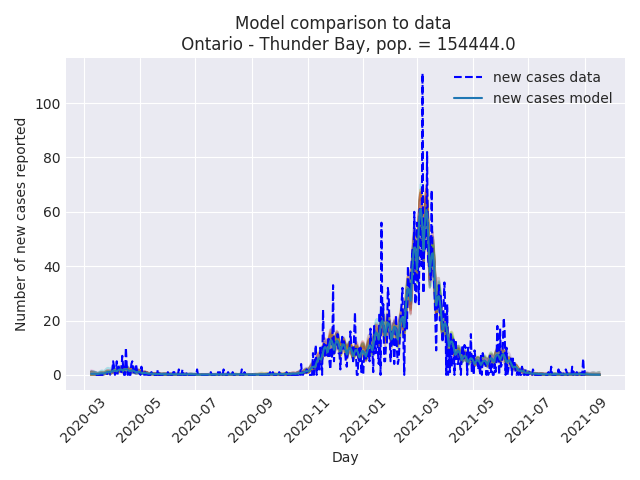 Model comparison to data
Ontario - Thunder Bay, pop. = 154444.0
new cases data
new cases model
Number of new cases reported
100
80
60
40
20
0
2020-03
2020-05
2020-07
2020-09
2020-11
2021-01
2021-03
2021-05
2021-07
2021-09
Day